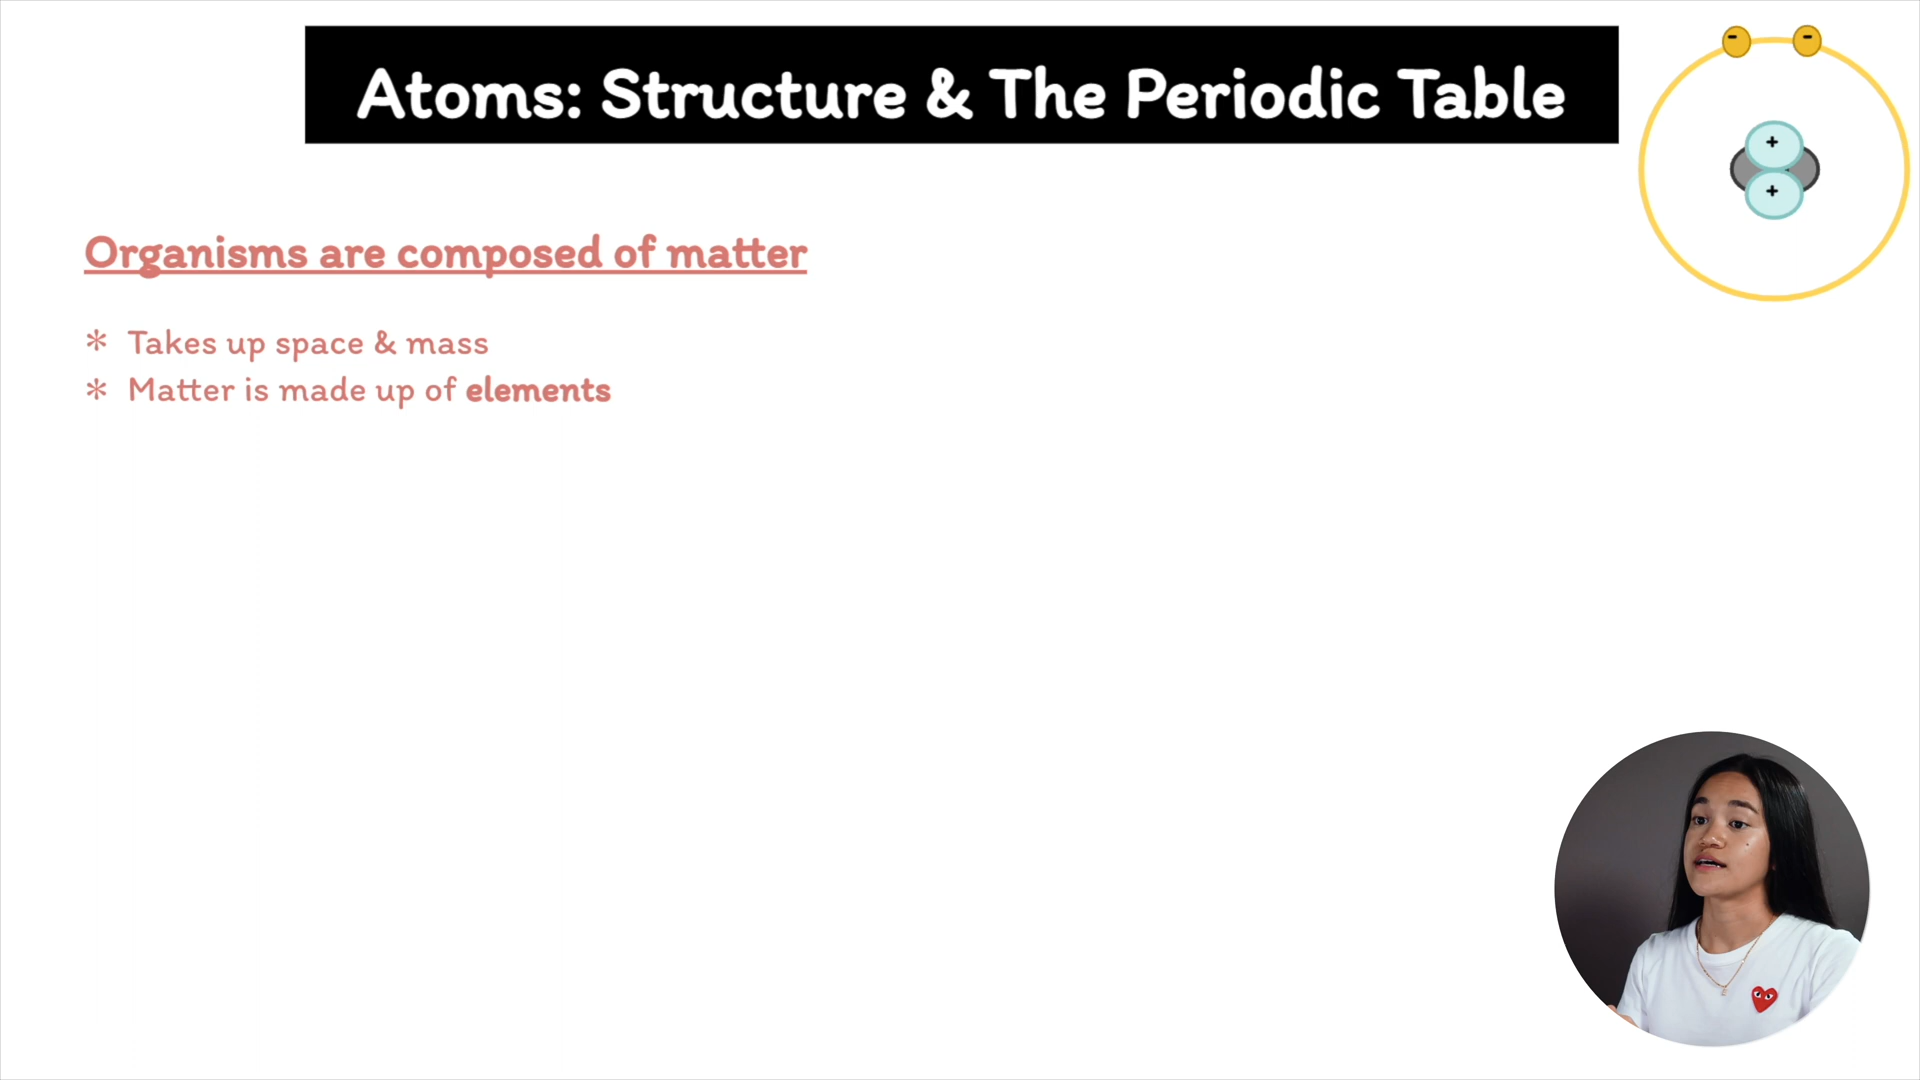 Atoms: Structure & The Periodic Table
- -
+
+
Organisms are composed of matter
* Takes up space & mass
* Matter is made up of elements